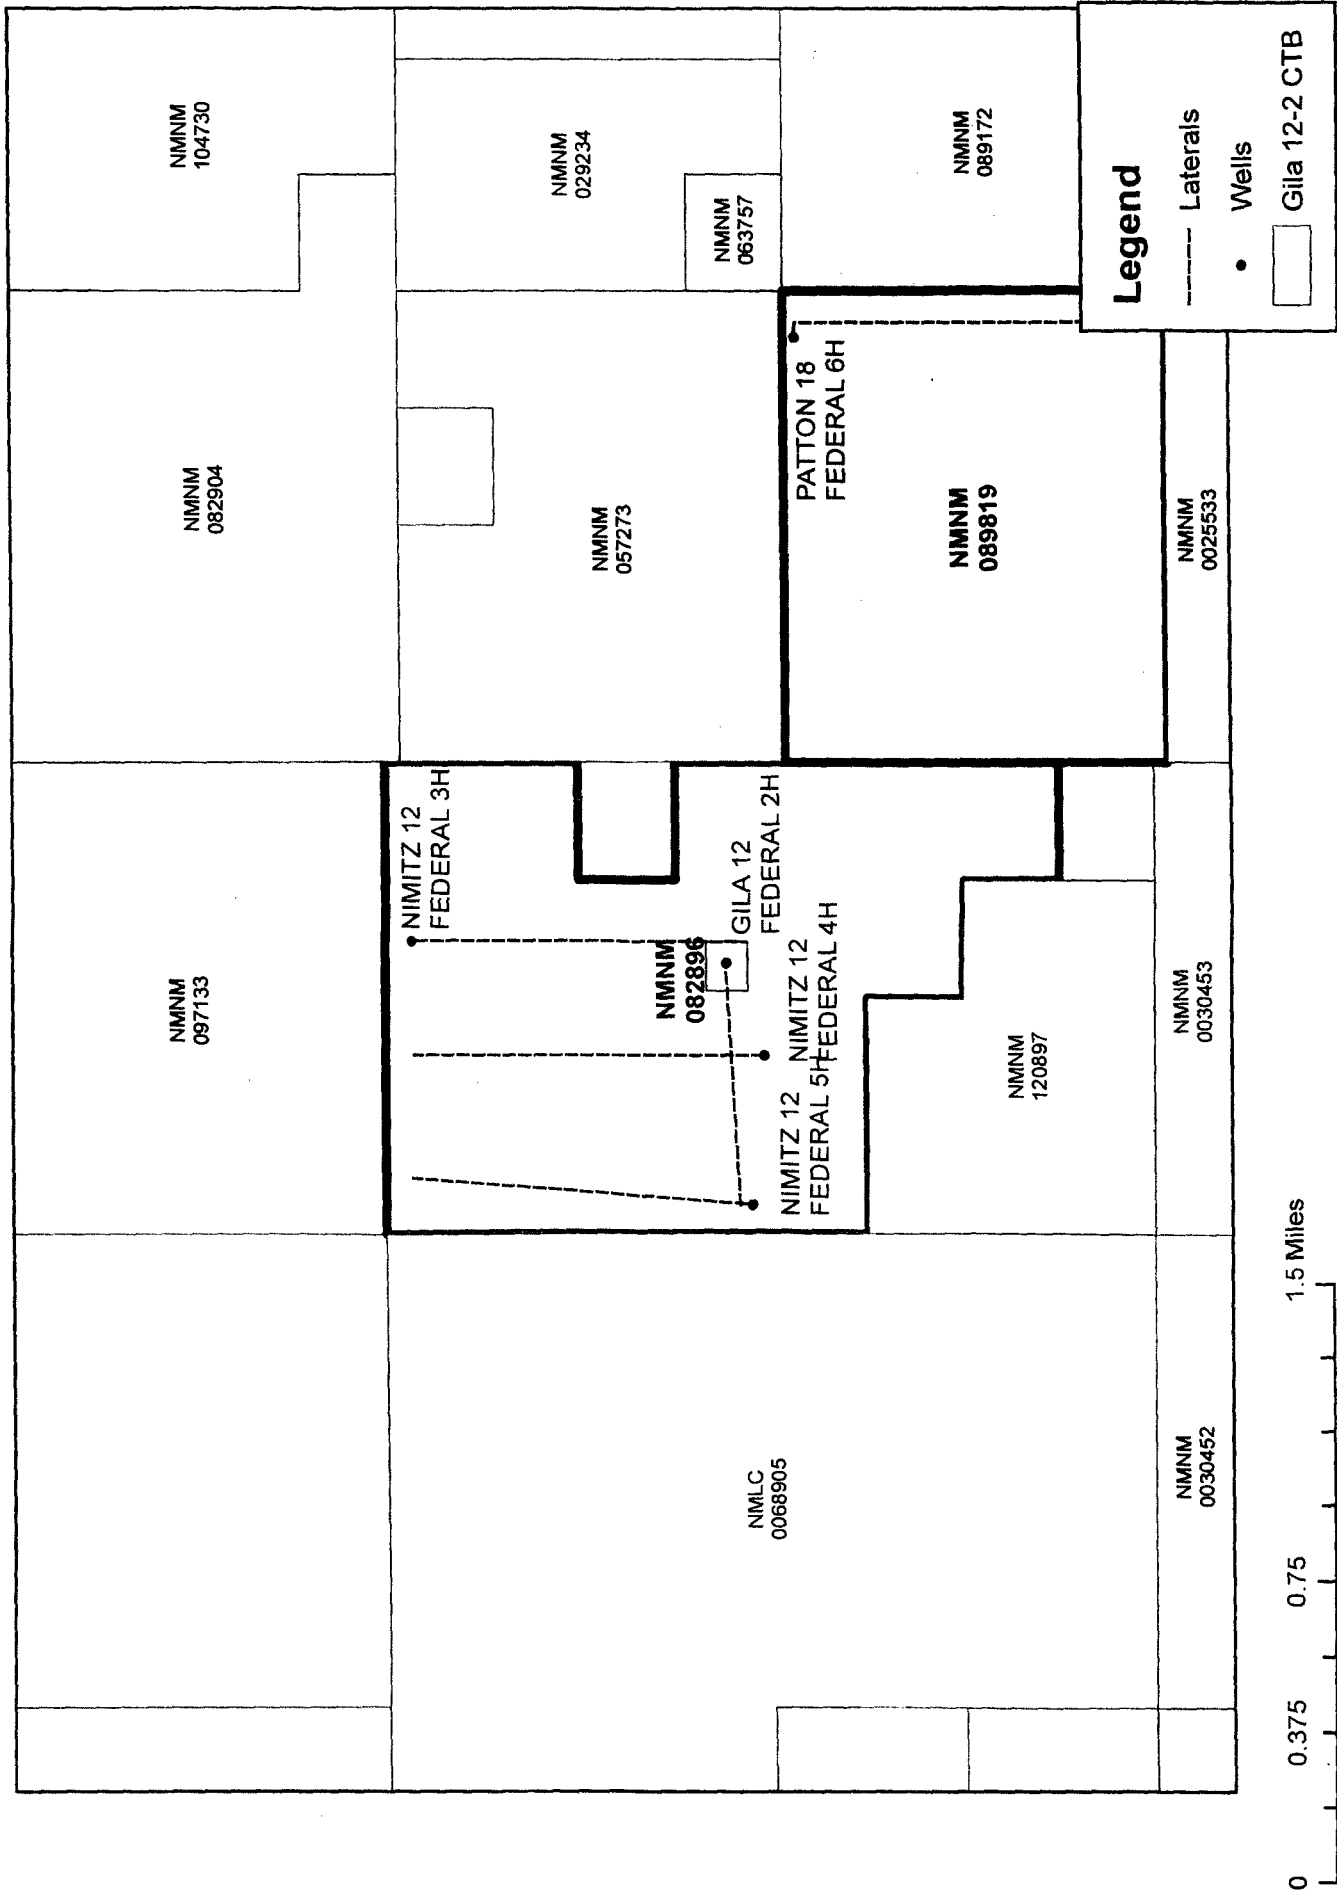 NMNM
097133
NMNM
082904
NMNM
104730
NIMITZ 12
FEDERAL 3H
NMNM
029234
NMNM
057273
NMNM
063757
NMNM
082896
GILA 12
FEDERAL 2H
NMLC
0068905
NIMITZ 12
FEDERAL 5H
NIMITZ 12
FEDERAL 4H
PATTON 18
FEDERAL 6H
NMNM
089819
NMNM
089172
NMNM
120897
NMNM
0030452
NMNM
0030453
NMNM
0025533
Legend
Laterals
Wells
Gila 12-2 CTB
0 0.375 0.75 1.5 Miles